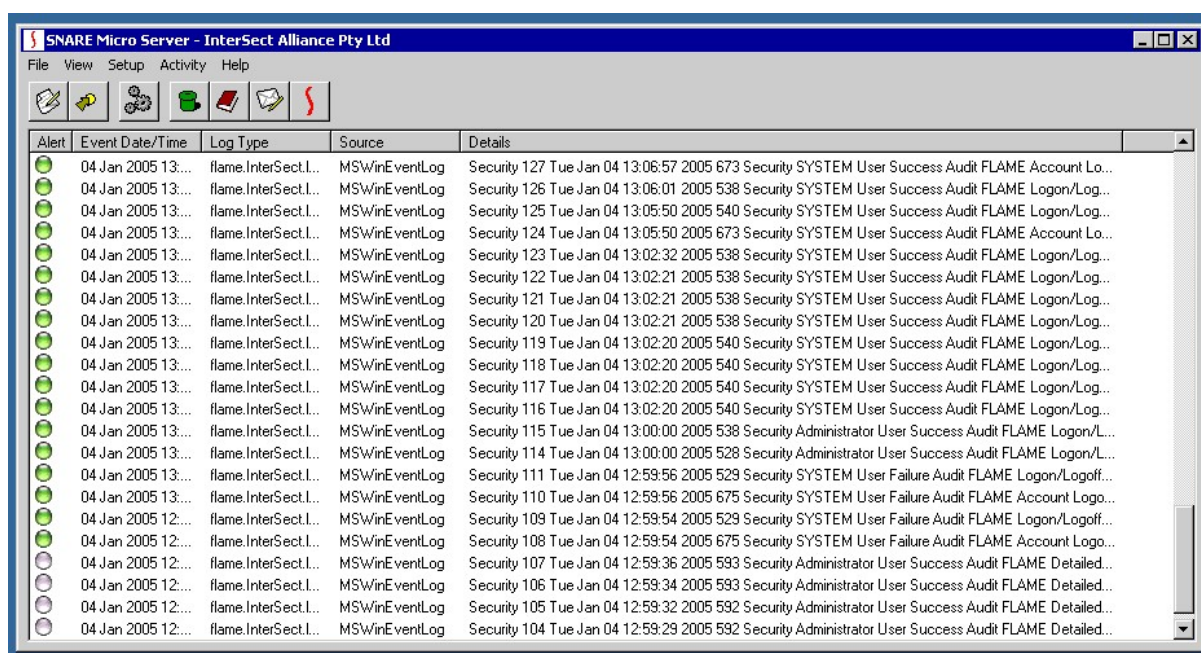 SNARE Micro Server - InterSect Alliance Pty Ltd
File View Setup Activity Help
Alert Event Date/Time Log Type Source Details
04 Jan 2005 13:... flame.InterSect.I... MSWinEventLog Security 127 Tue Jan 04 13:06:57 2005 673 Security SYSTEM User Success Audit FLAME Account Lo...
04 Jan 2005 13:... flame.InterSect.I... MSWinEventLog Security 126 Tue Jan 04 13:06:01 2005 538 Security SYSTEM User Success Audit FLAME Logon/Log...
04 Jan 2005 13:... flame.InterSect.I... MSWinEventLog Security 125 Tue Jan 04 13:05:50 2005 540 Security SYSTEM User Success Audit FLAME Logon/Log...
04 Jan 2005 13:... flame.InterSect.I... MSWinEventLog Security 124 Tue Jan 04 13:05:50 2005 673 Security SYSTEM User Success Audit FLAME Account Lo...
04 Jan 2005 13:... flame.InterSect.I... MSWinEventLog Security 123 Tue Jan 04 13:02:32 2005 538 Security SYSTEM User Success Audit FLAME Logon/Log...
04 Jan 2005 13:... flame.InterSect.I... MSWinEventLog Security 122 Tue Jan 04 13:02:21 2005 538 Security SYSTEM User Success Audit FLAME Logon/Log...
04 Jan 2005 13:... flame.InterSect.I... MSWinEventLog Security 121 Tue Jan 04 13:02:21 2005 538 Security SYSTEM User Success Audit FLAME Logon/Log...
04 Jan 2005 13:... flame.InterSect.I... MSWinEventLog Security 120 Tue Jan 04 13:02:21 2005 538 Security SYSTEM User Success Audit FLAME Logon/Log...
04 Jan 2005 13:... flame.InterSect.I... MSWinEventLog Security 119 Tue Jan 04 13:02:20 2005 540 Security SYSTEM User Success Audit FLAME Logon/Log...
04 Jan 2005 13:... flame.InterSect.I... MSWinEventLog Security 118 Tue Jan 04 13:02:20 2005 540 Security SYSTEM User Success Audit FLAME Logon/Log...
04 Jan 2005 13:... flame.InterSect.I... MSWinEventLog Security 117 Tue Jan 04 13:02:20 2005 540 Security SYSTEM User Success Audit FLAME Logon/Log...
04 Jan 2005 13:... flame.InterSect.I... MSWinEventLog Security 116 Tue Jan 04 13:02:20 2005 540 Security SYSTEM User Success Audit FLAME Logon/Log...
04 Jan 2005 13:... flame.InterSect.I... MSWinEventLog Security 115 Tue Jan 04 13:00:00 2005 538 Security Administrator User Success Audit FLAME Logon/L...
04 Jan 2005 13:... flame.InterSect.I... MSWinEventLog Security 114 Tue Jan 04 13:00:00 2005 528 Security Administrator User Success Audit FLAME Logon/L...
04 Jan 2005 13:... flame.InterSect.I... MSWinEventLog Security 111 Tue Jan 04 12:59:56 2005 529 Security SYSTEM User Failure Audit FLAME Logon/Logoff...
04 Jan 2005 13:... flame.InterSect.I... MSWinEventLog Security 110 Tue Jan 04 12:59:56 2005 675 Security SYSTEM User Failure Audit FLAME Account Logo...
04 Jan 2005 12:... flame.InterSect.I... MSWinEventLog Security 109 Tue Jan 04 12:59:54 2005 529 Security SYSTEM User Failure Audit FLAME Logon/Logoff...
04 Jan 2005 12:... flame.InterSect.I... MSWinEventLog Security 108 Tue Jan 04 12:59:54 2005 675 Security SYSTEM User Failure Audit FLAME Account Logo...
04 Jan 2005 12:... flame.InterSect.I... MSWinEventLog Security 107 Tue Jan 04 12:59:36 2005 593 Security Administrator User Success Audit FLAME Detailed...
04 Jan 2005 12:... flame.InterSect.I... MSWinEventLog Security 106 Tue Jan 04 12:59:34 2005 593 Security Administrator User Success Audit FLAME Detailed...
04 Jan 2005 12:... flame.InterSect.I... MSWinEventLog Security 105 Tue Jan 04 12:59:32 2005 592 Security Administrator User Success Audit FLAME Detailed...
04 Jan 2005 12:... flame.InterSect.I... MSWinEventLog Security 104 Tue Jan 04 12:59:29 2005 592 Security Administrator User Success Audit FLAME Detailed...